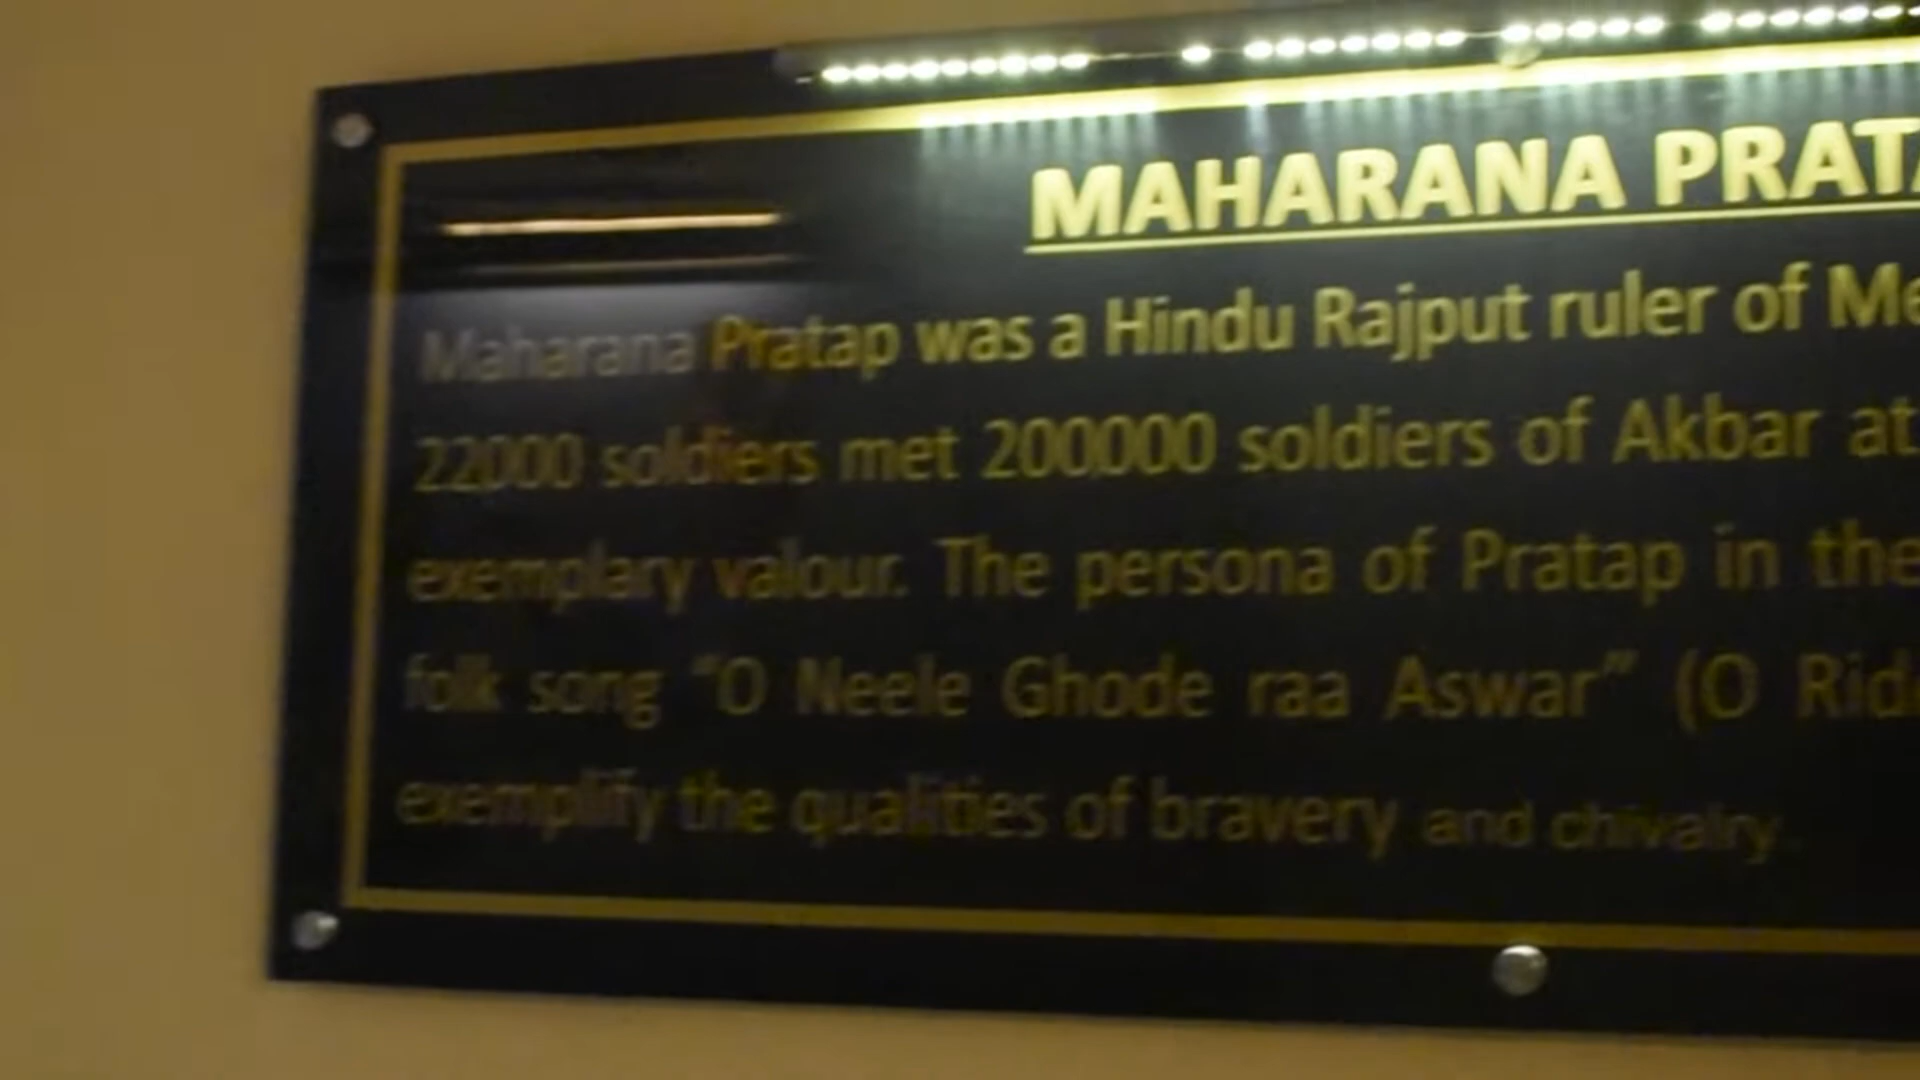 MAHARANA PRATA
Maharana Pratap was a Hindu Rajput ruler of Me
22000 soldiers met 200000 soldiers of Akbar at
exemplary valour. The persona of Pratap in the
folk song "O Neele Ghode raa Aswar" (O Ride
exemplify the qualities of bravery and chivalry.